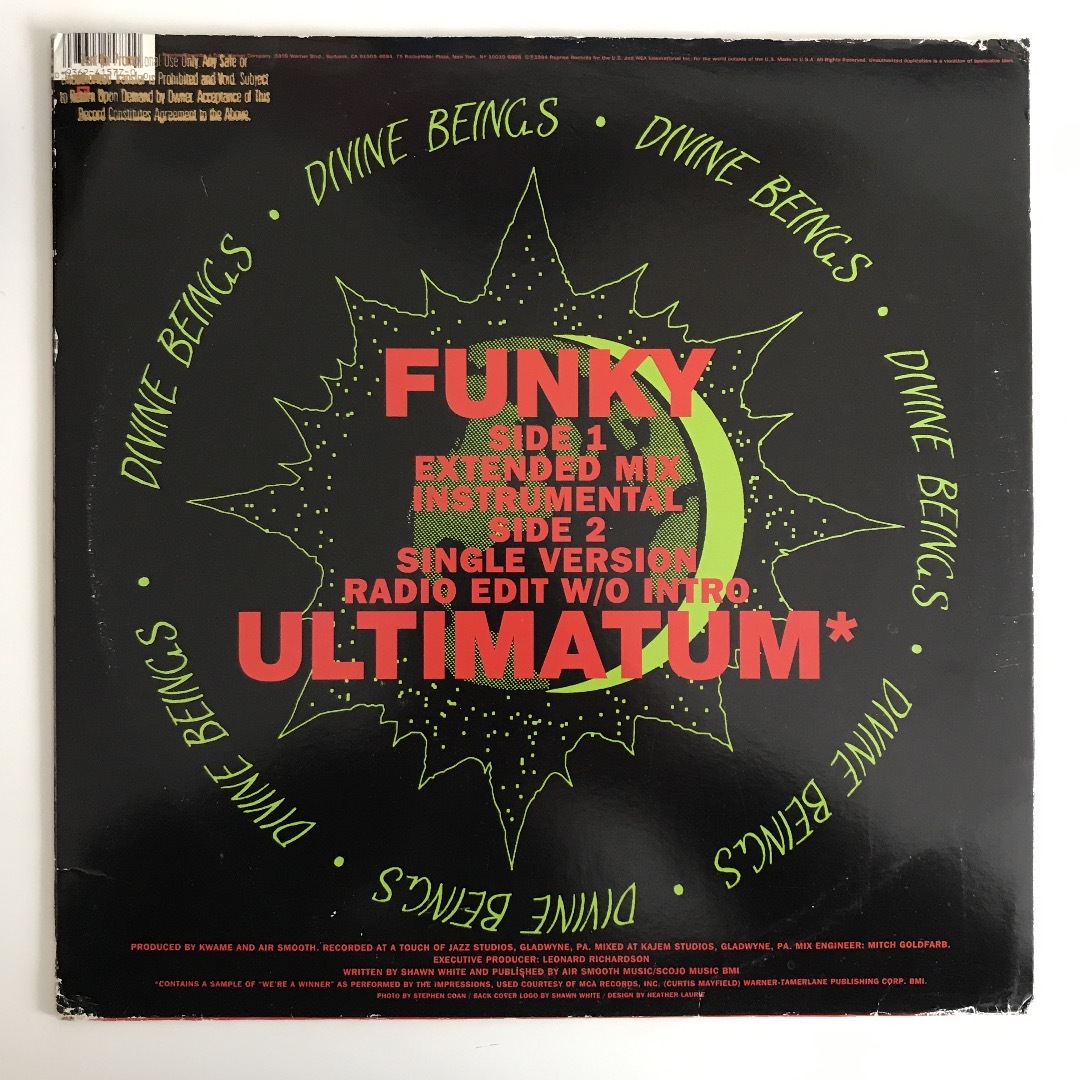 Use Only. Any Sale or
is Prohibited and Void. Subject
to Return Upon Demand by Owner. Acceptance of This
Record Constitutes Agreement to the Above.
DIVINE BEINGS • DIVINE BEINGS • DIVINE BEINGS • DIVINE BEINGS • DIVINE BEINGS • DIVINE BEINGS • DIVINE BEINGS •
FUNKY
SIDE 1
EXTENDED MIX
INSTRUMENTAL
SIDE 2
SINGLE VERSION
RADIO EDIT W/O INTRO
ULTIMATUM*
PRODUCED BY KWAME AND AIR SMOOTH. RECORDED AT A TOUCH OF JAZZ STUDIOS, GLADWYNE, PA. MIXED AT KAJEM STUDIOS, GLADWYNE, PA. MIX ENGINEER: MITCH GOLDFARB.
EXECUTIVE PRODUCER: LEONARD RICHARDSON
WRITTEN BY SHAWN WHITE AND PUBLISHED BY AIR SMOOTH MUSIC/SCOJO MUSIC BMI
*CONTAINS A SAMPLE OF "WE'RE A WINNER" AS PERFORMED BY THE IMPRESSIONS, USED COURTESY OF MCA RECORDS, INC. (CURTIS MAYFIELD) WARNER-TAMERLANE PUBLISHING CORP. BMI.
PHOTO BY STEPHEN COAN / BACK COVER LOGO BY SHAWN WHITE / DESIGN BY HEATHER LAURIE